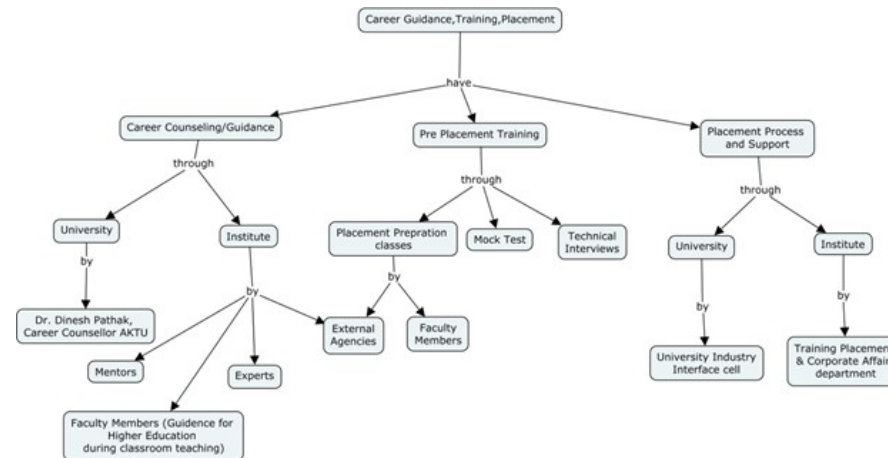 Career Guidance,Training,Placement
have
Career Counseling/Guidance
Pre Placement Training
Placement Process
and Support
through
through
through
University
Institute
Placement Prepration
classes
Mock Test
Technical
Interviews
University
Institute
by
by
by
by
by
Dr. Dinesh Pathak,
Career Counsellor AKTU
External
Agencies
Faculty
Members
University Industry
Interface cell
Training Placement
& Corporate Affair
department
Mentors
Experts
Faculty Members (Guidence for
Higher Education
during classroom teaching)